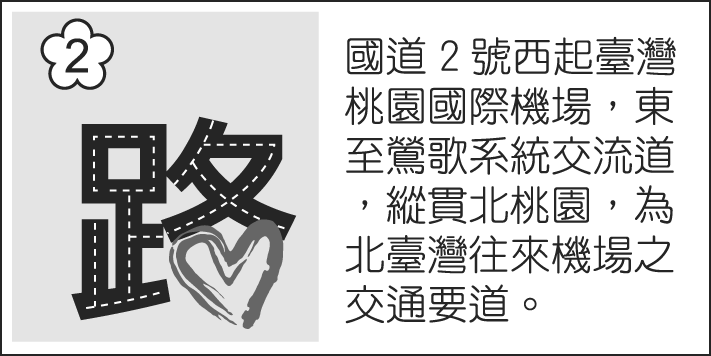 2
路
國道2號西起臺灣
桃園國際機場，東
至鶯歌系統交流道
，縱貫北桃園，為
北臺灣往來機場之
交通要道。